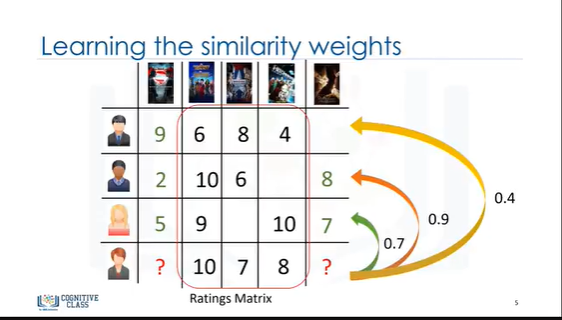 Learning the similarity weights
9 6 8 4
2 10 6 8
5 9 10 7
? 10 7 8 ?
0.4
0.9
0.7
Ratings Matrix
COGNITIVE
CLASS
5